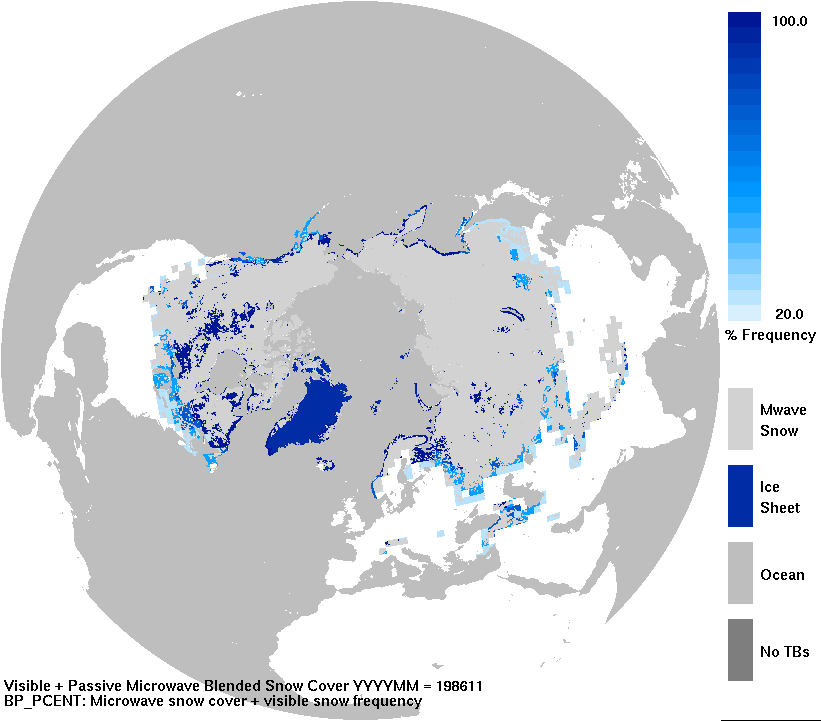 100.0
20.0
% Frequency
Mwave
Snow
Ice
Sheet
Ocean
No TBs
Visible + Passive Microwave Blended Snow Cover YYYYMM = 198611
BP_PCENT: Microwave snow cover + visible snow frequency